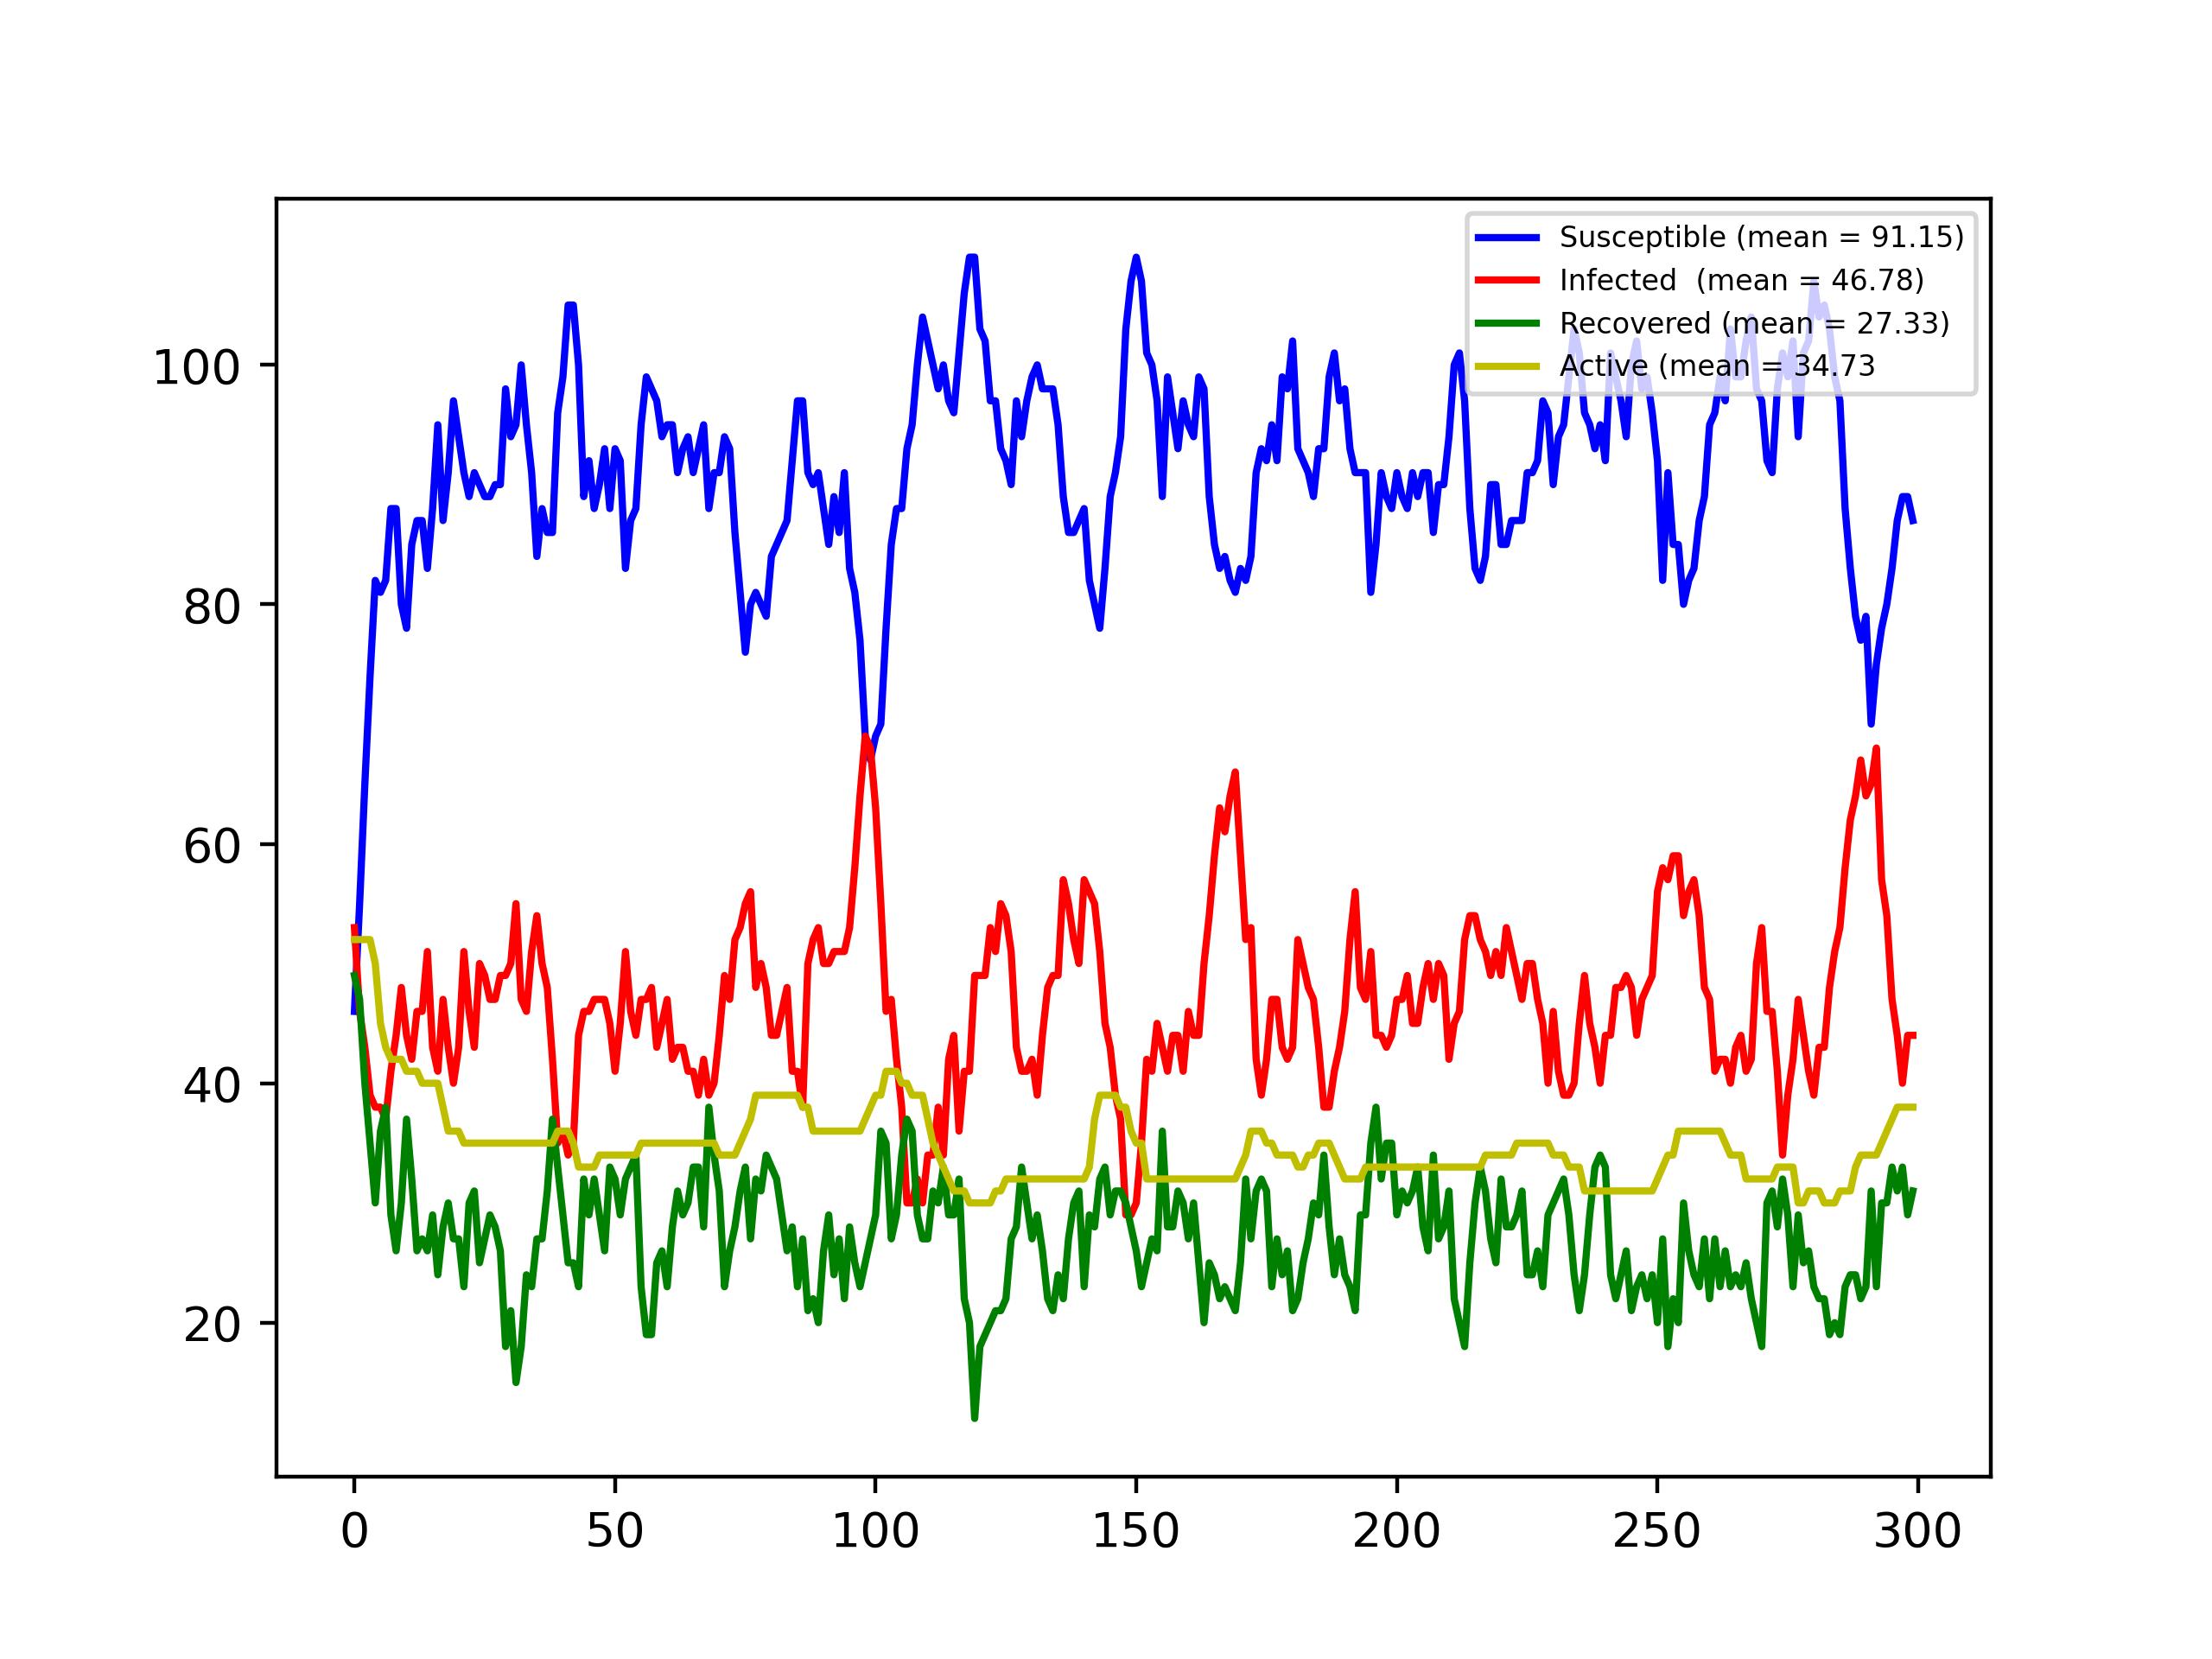 Susceptible (mean = 91.15)
Infected  (mean = 46.78)
Recovered (mean = 27.33)
Active (mean = 34.73
100
80
60
40
20
0 50 100 150 200 250 300